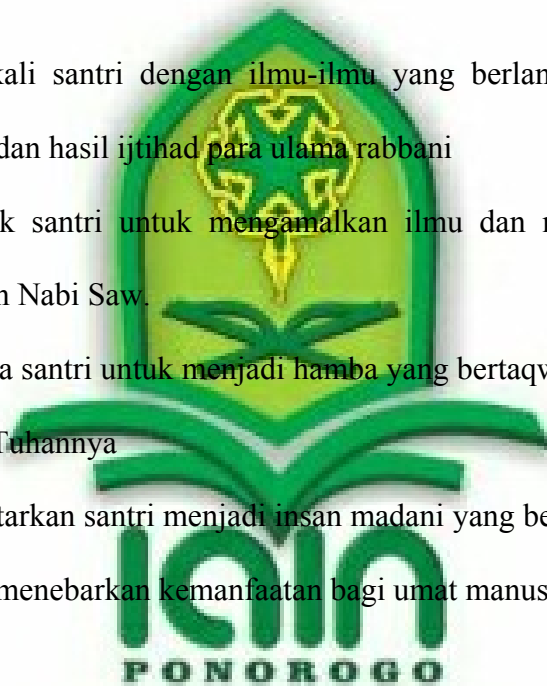 kali santri dengan ilmu-ilmu yang berlan
dan hasil ijtihad para ulama rabbani
k santri untuk mengamalkan ilmu dan
n Nabi Saw.
a santri untuk menjadi hamba yang bertaqw
Tuhannya
tarkan santri menjadi insan madani yang be
menebarkan kemanfaatan bagi umat manus
iain
PONOROGO